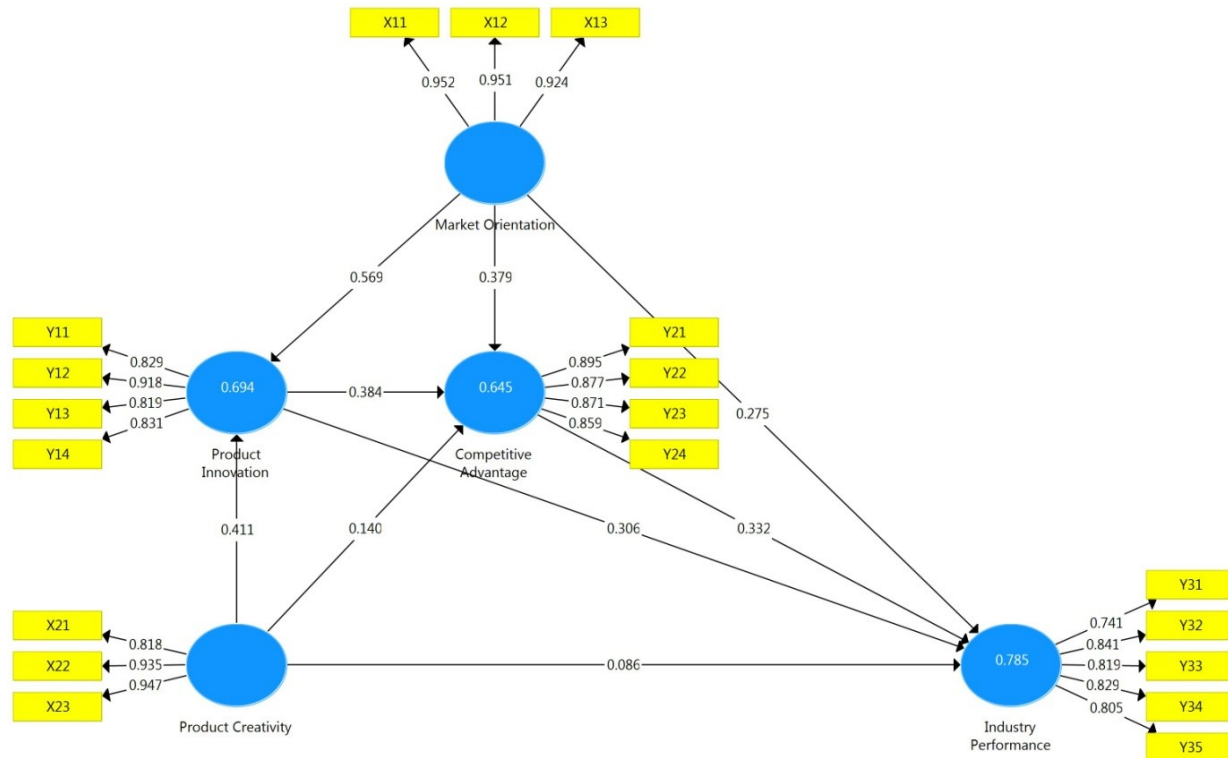 X11
X12
X13
0.952
0.951
0.924
Market Orientation
0.569
0.379
0.275
Y11
Y12
Y13
Y14
0.829
0.918
0.819
0.831
0.694
Product
Innovation
0.384
0.645
Competitive
Advantage
0.895
0.877
0.871
0.859
Y21
Y22
Y23
Y24
0.411
0.140
0.306
0.332
X21
X22
X23
0.818
0.935
0.947
Product Creativity
0.086
0.785
Industry
Performance
0.741
0.841
0.819
0.829
0.805
Y31
Y32
Y33
Y34
Y35